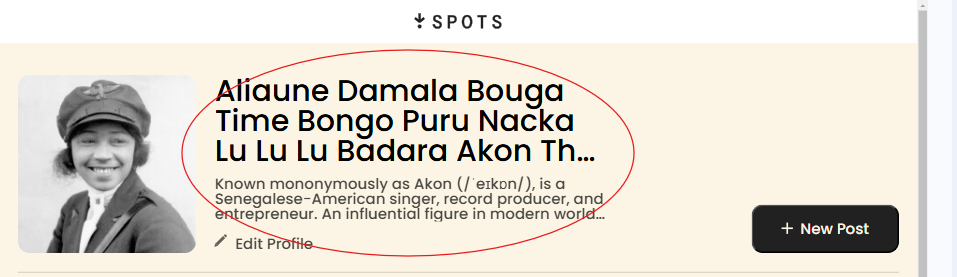 SPOTS
Aliaune Damala Bouga
Time Bongo Puru Nacka
Lu Lu Lu Badara Akon Th...
Known mononymously as Akon (/ˈeɪkɒn/), is a
Senegalese-American singer, record producer, and
entrepreneur. An influential figure in modern world...
Edit Profile
+ New Post